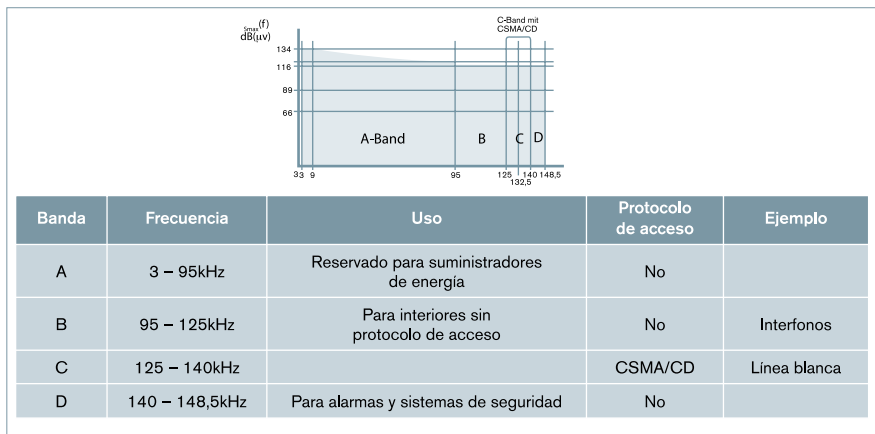 Smax(f)
dB(μv)
C-Band mit
CSMA/CD
134
116
89
66
A-Band
B
C
D
33
9
95
125
132,5
140
148,5
Banda
Frecuencia
Uso
Protocolo
de acceso
Ejemplo
A
3 – 95kHz
Reservado para suministradores
de energía
No
B
95 – 125kHz
Para interiores sin
protocolo de acceso
No
Interfonos
C
125 – 140kHz
CSMA/CD
Línea blanca
D
140 – 148,5kHz
Para alarmas y sistemas de seguridad
No